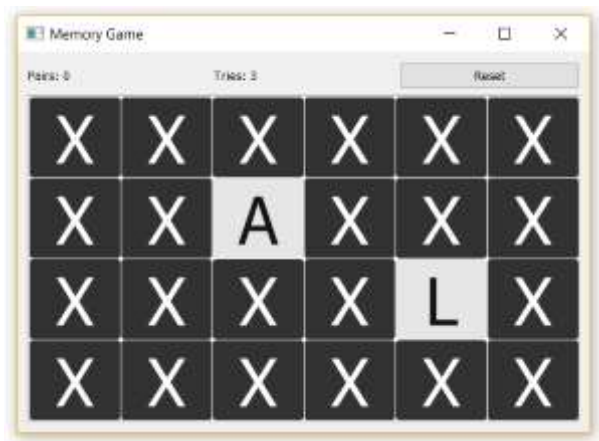 Memory Game
Pairs: 0 Tries: 3 Reset
X X X X X X
X X A X X X
X X X X L X
X X X X X X